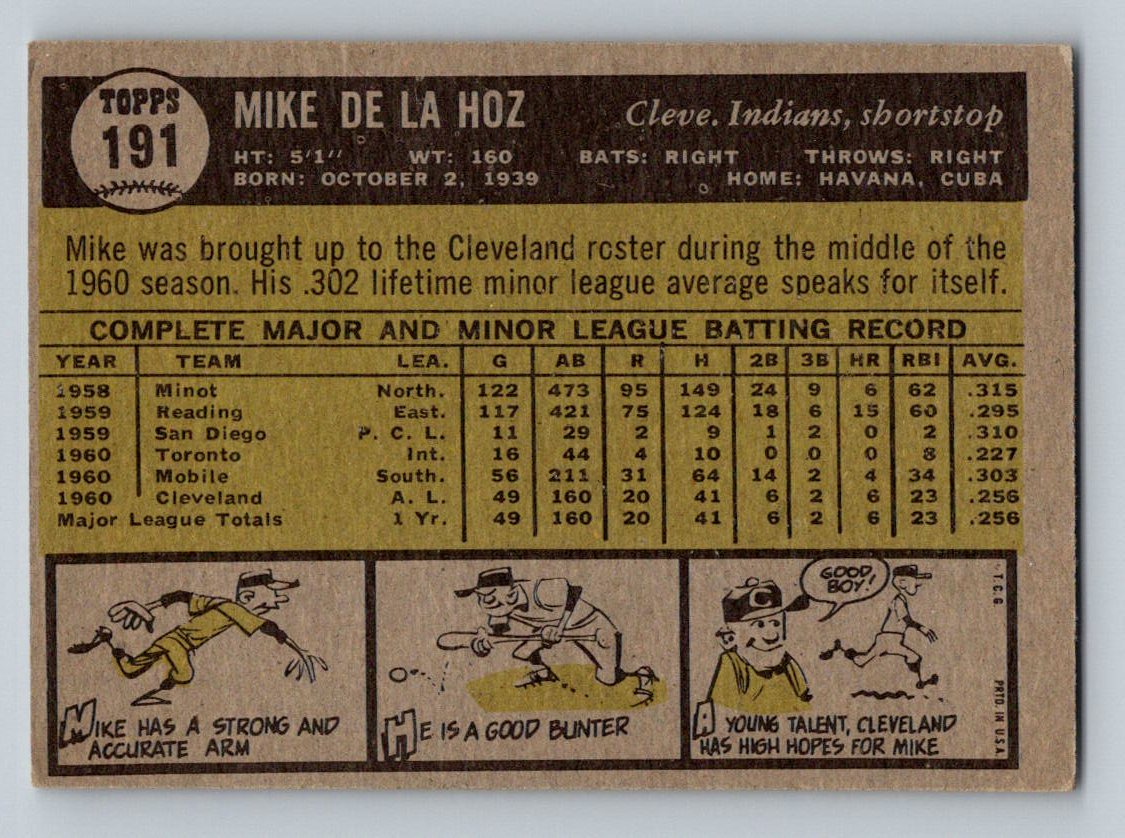 TOPPS
191
MIKE DE LA HOZ
Cleve. Indians, shortstop
HT: 5'1" WT: 160 BATS: RIGHT THROWS: RIGHT
BORN: OCTOBER 2, 1939 HOME: HAVANA, CUBA
Mike was brought up to the Cleveland roster during the middle of the
1960 season. His .302 lifetime minor league average speaks for itself.
COMPLETE MAJOR AND MINOR LEAGUE BATTING RECORD
YEAR TEAM LEA. G AB R H 2B 3B HR RBI AVG.
1958 Minot North. 122 473 95 149 24 9 6 62 .315
1959 Reading East. 117 421 75 124 18 6 15 60 .295
1959 San Diego P. C. L. 11 29 2 9 1 2 0 2 .310
1960 Toronto Int. 16 44 4 10 0 0 0 8 .227
1960 Mobile South. 56 211 31 64 14 2 4 34 .303
1960 Cleveland A. L. 49 160 20 41 6 2 6 23 .256
Major League Totals 1 Yr. 49 160 20 41 6 2 6 23 .256
MIKE HAS A STRONG AND
ACCURATE ARM
HE IS A GOOD BUNTER
C
GOOD
BOY!
A YOUNG TALENT, CLEVELAND
HAS HIGH HOPES FOR MIKE
T.C.G. PRTD. IN U.S.A.